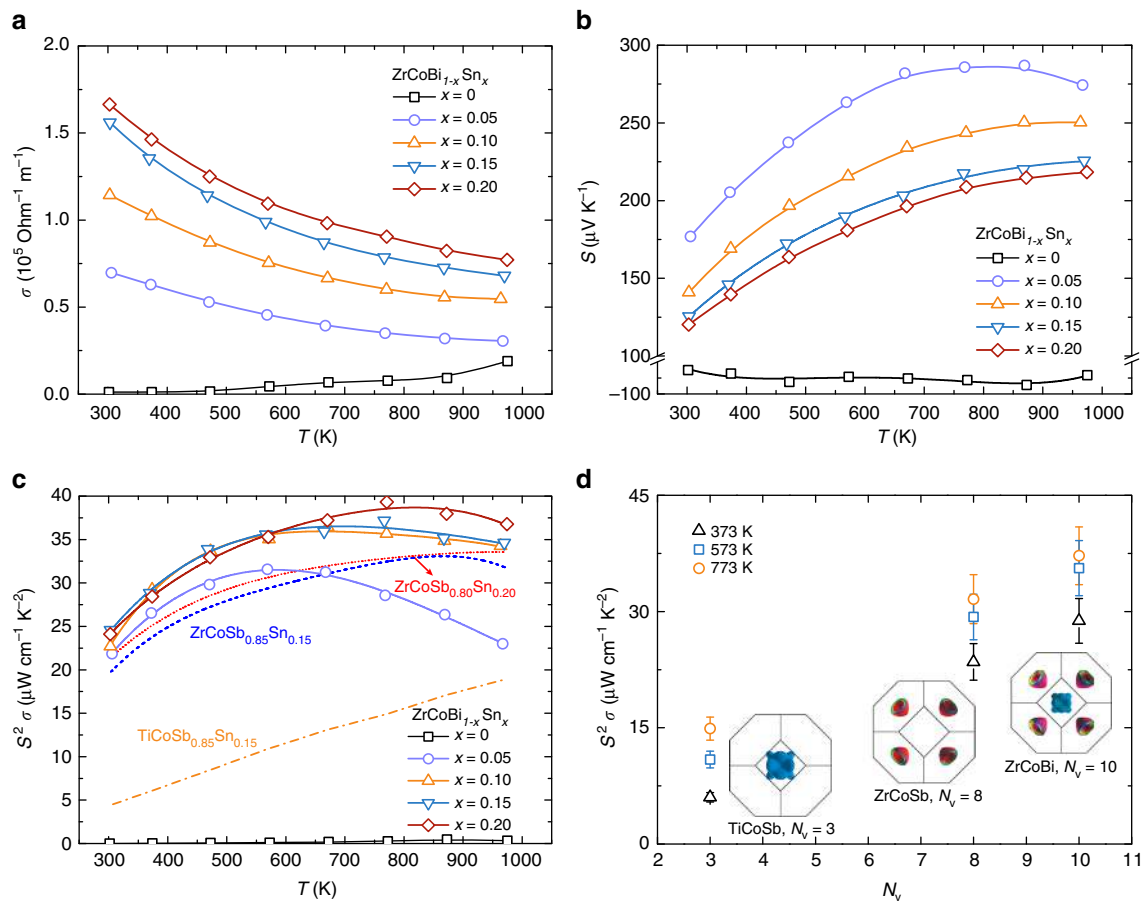 a
2.0
1.5
1.0
0.5
0.0
σ (10⁵ Ohm⁻¹ m⁻¹)
ZrCoBi₁₋ₓSnₓ
x = 0
x = 0.05
x = 0.10
x = 0.15
x = 0.20
300 400 500 600 700 800 900 1000
T (K)
b
300
250
200
150
100
−100
S (μV K⁻¹)
ZrCoBi₁₋ₓSnₓ
x = 0
x = 0.05
x = 0.10
x = 0.15
x = 0.20
300 400 500 600 700 800 900 1000
T (K)
c
40
35
30
25
20
15
10
5
0
S² σ (μW cm⁻¹ K⁻²)
ZrCoSb₀.₈₀Sn₀.₂₀
ZrCoSb₀.₈₅Sn₀.₁₅
TiCoSb₀.₈₅Sn₀.₁₅
ZrCoBi₁₋ₓSnₓ
x = 0
x = 0.05
x = 0.10
x = 0.15
x = 0.20
300 400 500 600 700 800 900 1000
T (K)
d
45
30
15
0
S² σ (μW cm⁻¹ K⁻²)
373 K
573 K
773 K
ZrCoBi, Nᵥ = 10
ZrCoSb, Nᵥ = 8
TiCoSb, Nᵥ = 3
2 3 4 5 6 7 8 9 10 11
Nᵥ